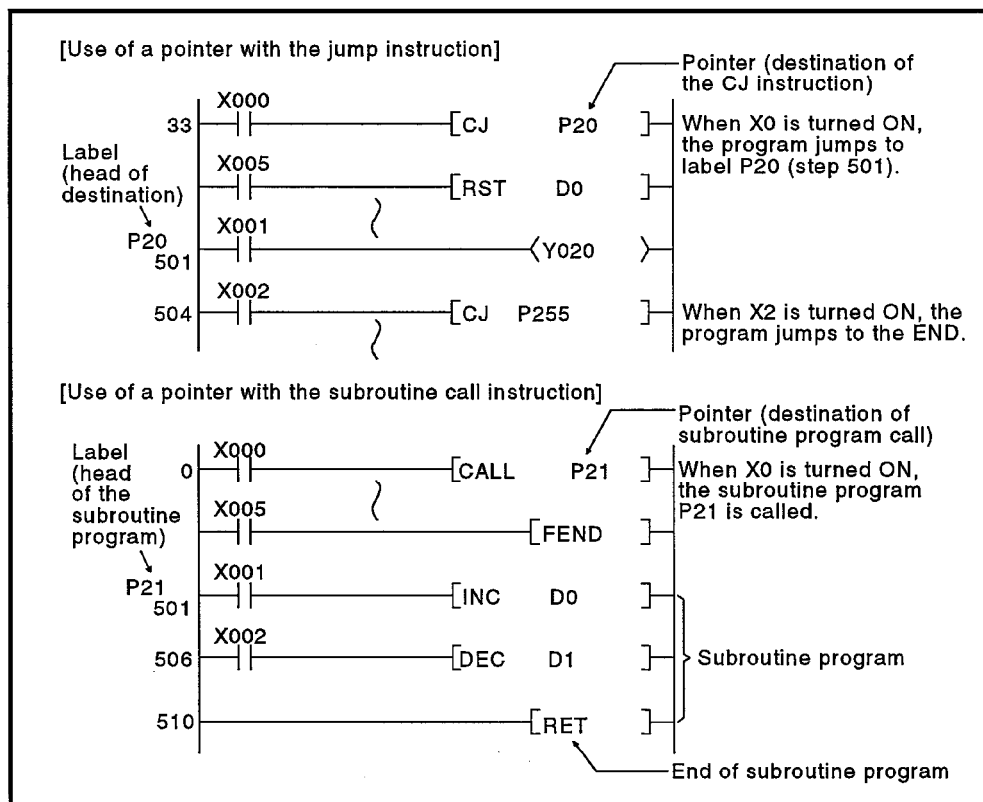 [Use of a pointer with the jump instruction]
Pointer (destination of
the CJ instruction)
X000
33
[CJ P20 ]
When X0 is turned ON,
the program jumps to
label P20 (step 501).
Label
(head of
destination)
X005
[RST D0 ]
P20
501
X001
Y020
504
X002
[CJ P255 ]
When X2 is turned ON, the
program jumps to the END.
[Use of a pointer with the subroutine call instruction]
Pointer (destination of
subroutine program call)
Label
(head
of the
subroutine
program)
0
X000
[CALL P21 ]
When X0 is turned ON,
the subroutine program
P21 is called.
X005
[FEND ]
P21
501
X001
[INC D0 ]
506
X002
[DEC D1 ]
Subroutine program
510
[RET ]
End of subroutine program